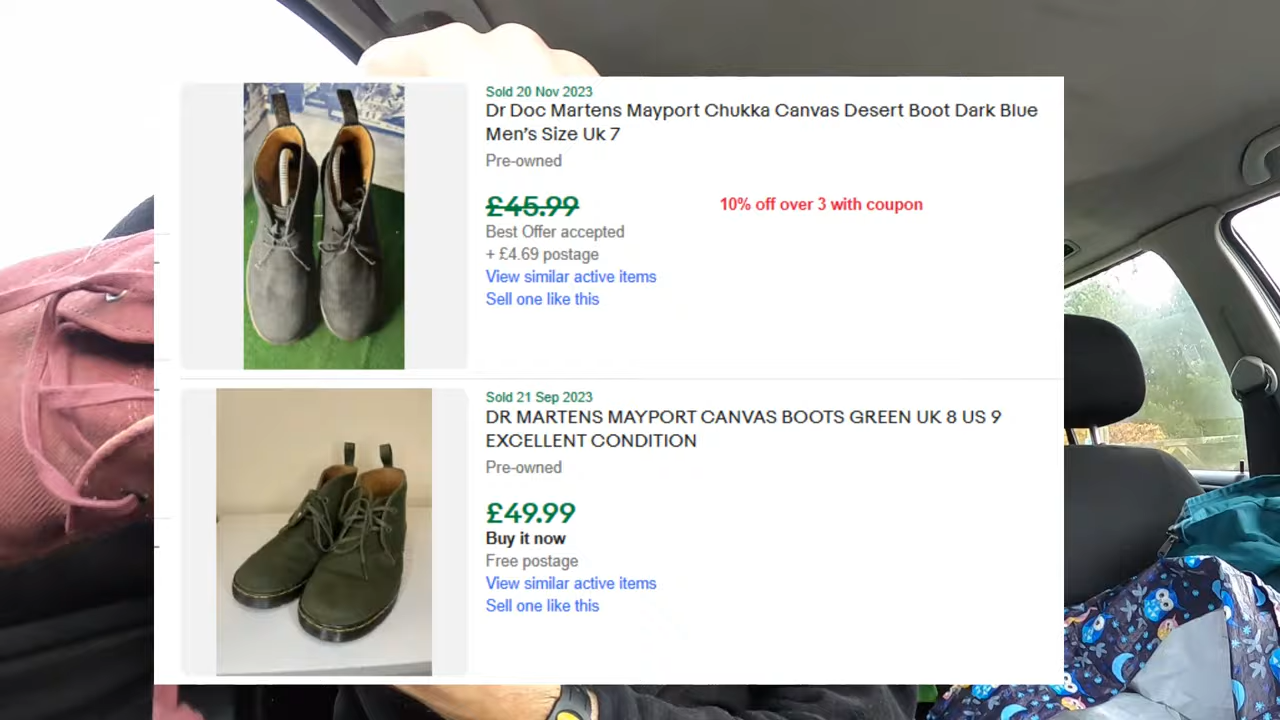 Sold 20 Nov 2023
Dr Doc Martens Mayport Chukka Canvas Desert Boot Dark Blue
Men's Size Uk 7
Pre-owned
£45.99
10% off over 3 with coupon
Best Offer accepted
+ £4.69 postage
View similar active items
Sell one like this
Sold 21 Sep 2023
DR MARTENS MAYPORT CANVAS BOOTS GREEN UK 8 US 9
EXCELLENT CONDITION
Pre-owned
£49.99
Buy it now
Free postage
View similar active items
Sell one like this